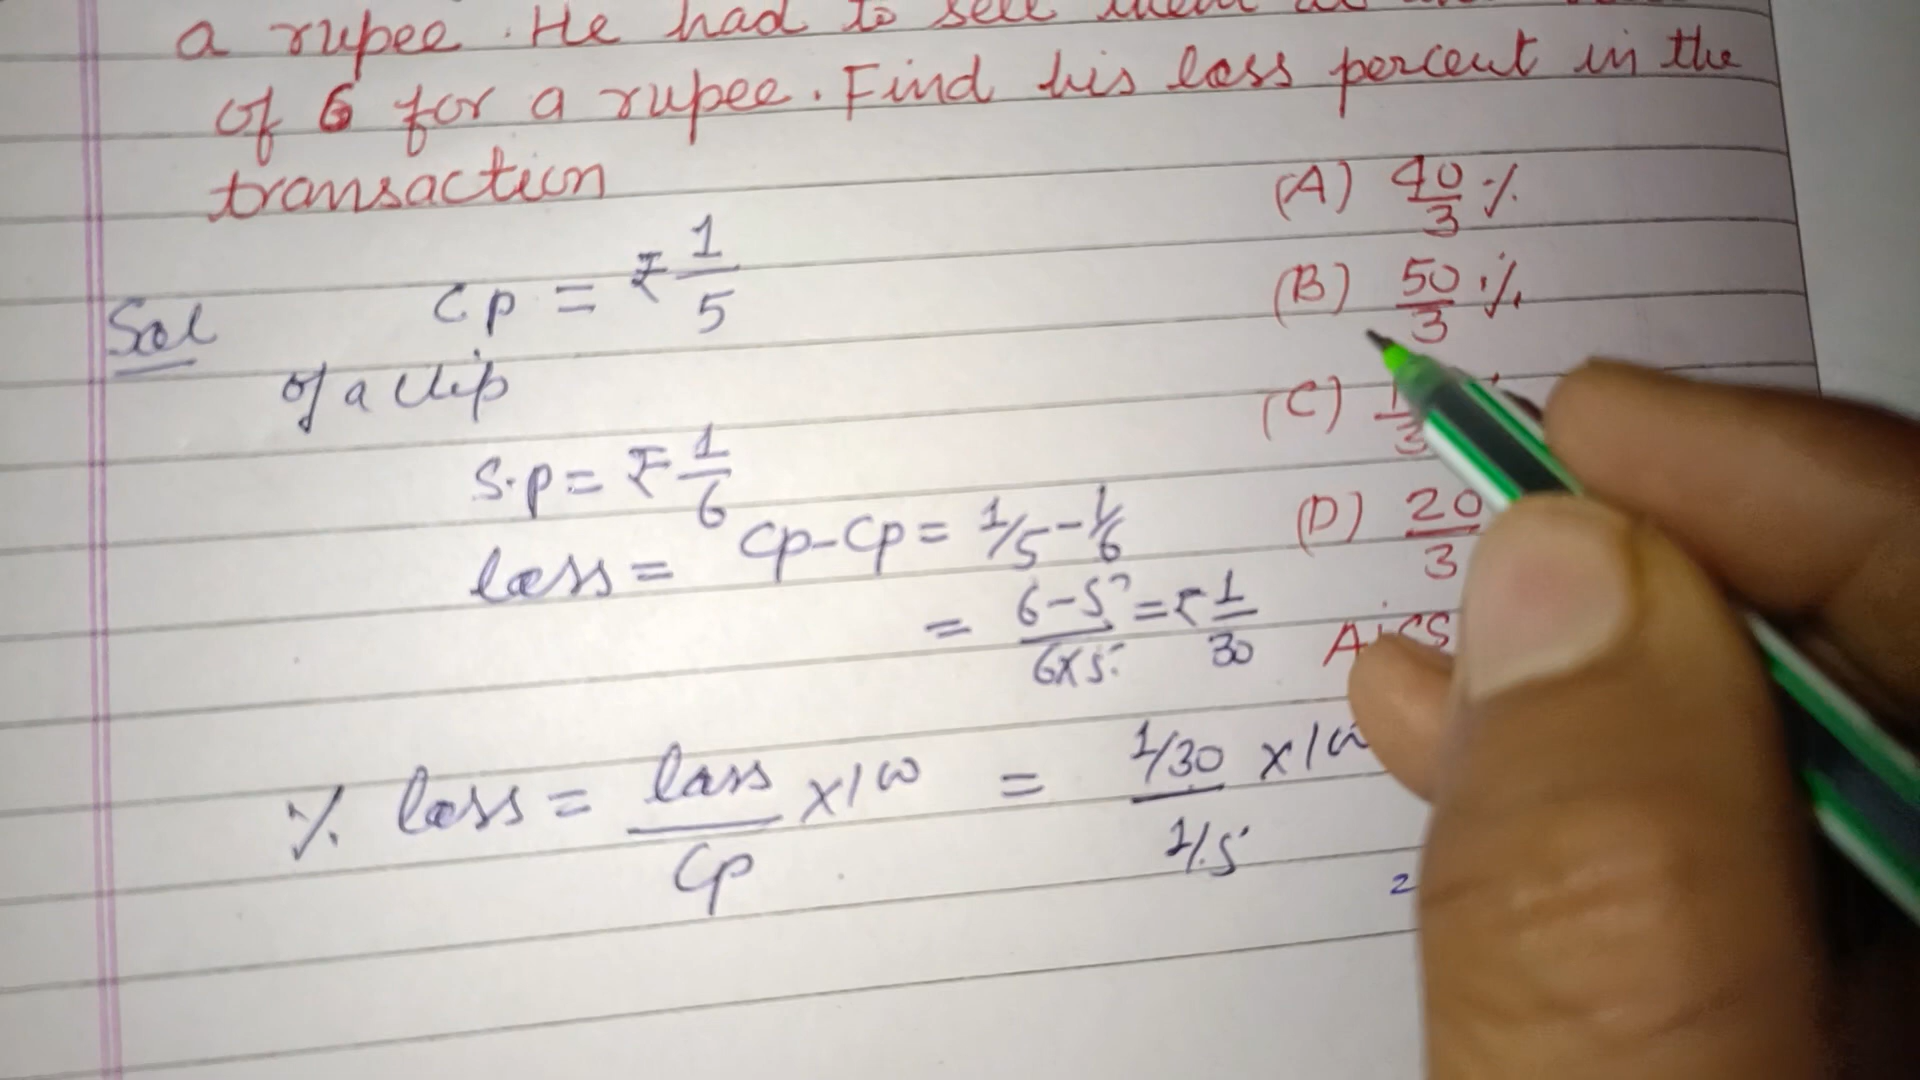 a rupee. He had to sell them
of 6 for a rupee. Find his loss percent in the
transaction
(A) 40/3 %
Sol CP = ₹ 1/5
(B) 50/3 %
of a clip
(C)
S.P = ₹ 1/6
(D) 20/3
loss = CP-CP = 1/5 - 1/6
= 6-5/6x5 = ₹ 1/30
% loss = loss/CP x100 = 1/30/1/5 x100